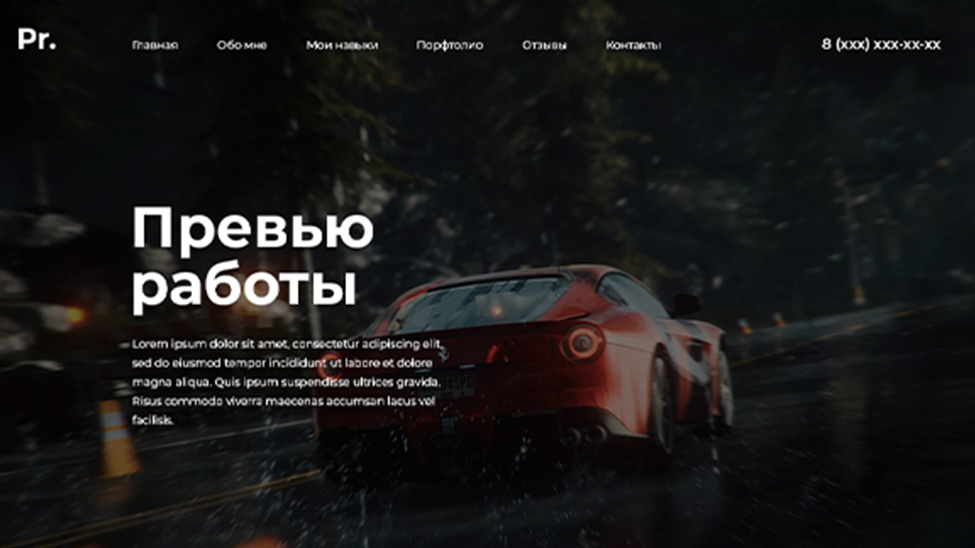 Pr.
Главная Обо мне Мои навыки Порфтолио Отзывы Контакты 8 (xxx) xxx-xx-xx
Превью
работы
Lorem ipsum dolor sit amet, consectetur adipiscing elit,
sed do eiusmod tempor incididunt ut labore et dolore
magna aliqua. Quis ipsum suspendisse ultrices gravida.
Risus commodo viverra maecenas accumsan lacus vel
facilisis.